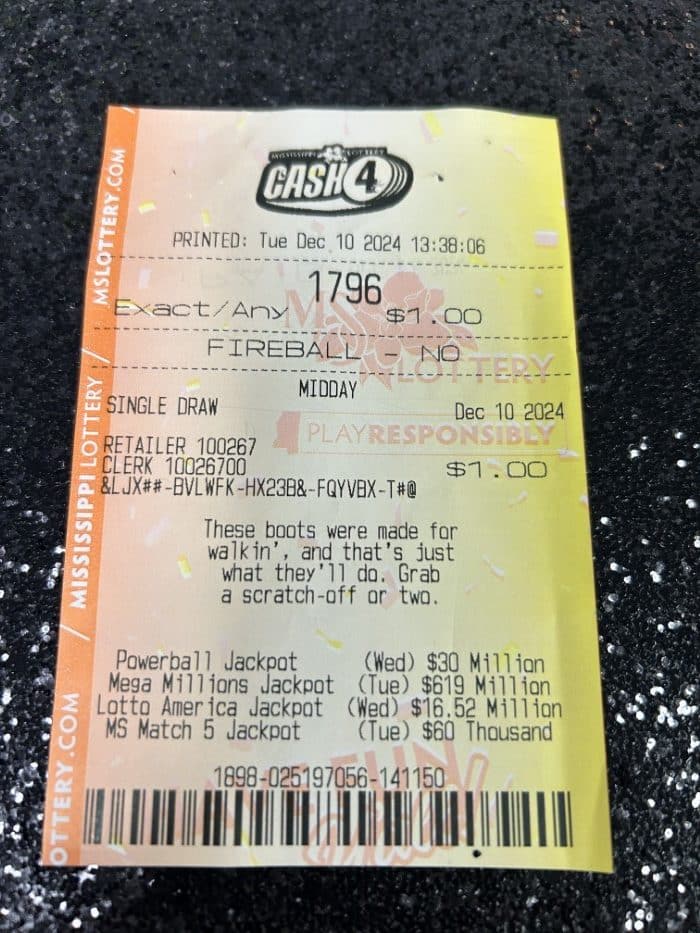 MISSISSIPPI LOTTERY
CASH 4
PRINTED: Tue Dec 10 2024 13:38:06
1796
Exact/Any $1.00
FIREBALL - NO
MS LOTTERY
MIDDAY
SINGLE DRAW Dec 10 2024
PLAY RESPONSIBLY
RETAILER 100267
CLERK 10026700 $1.00
&LJX##-BVLWFK-HX23B&-FQYVBX-T#@
These boots were made for
walkin', and that's just
what they'll do. Grab
a scratch-off or two.
Powerball Jackpot (Wed) $30 Million
Mega Millions Jackpot (Tue) $619 Million
Lotto America Jackpot (Wed) $16.52 Million
MS Match 5 Jackpot (Tue) $60 Thousand
1898-025197056-141150
OTTERY.COM / MISSISSIPPI LOTTERY / MSLOTTERY.COM